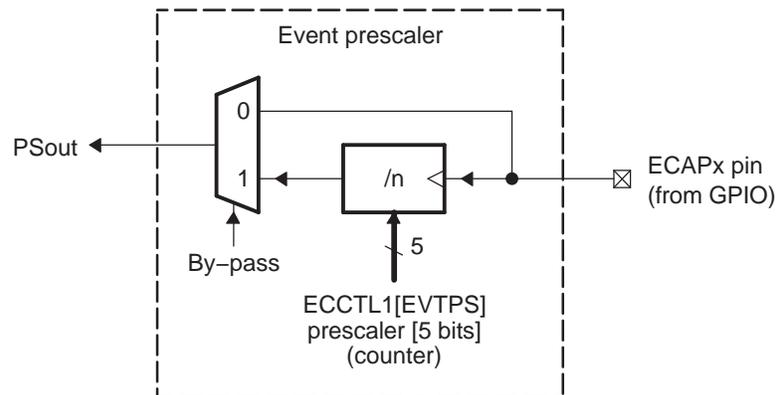 Event prescaler
0
PSout
1
/n
ECAPx pin
(from GPIO)
5
By−pass
ECCTL1[EVTPS]
prescaler [5 bits]
(counter)